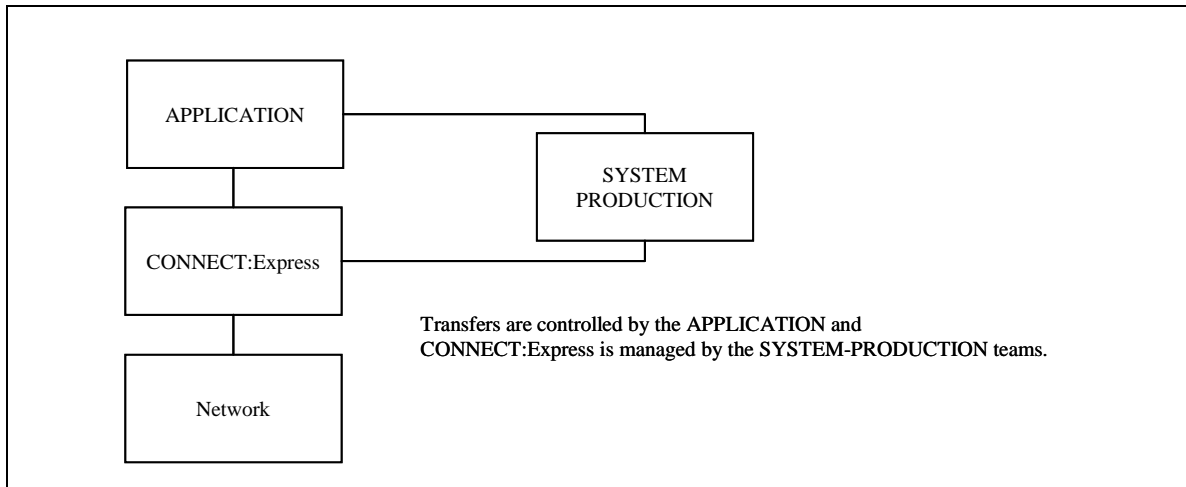 APPLICATION
SYSTEM
PRODUCTION
CONNECT:Express
Transfers are controlled by the APPLICATION and
CONNECT:Express is managed by the SYSTEM-PRODUCTION teams.
Network